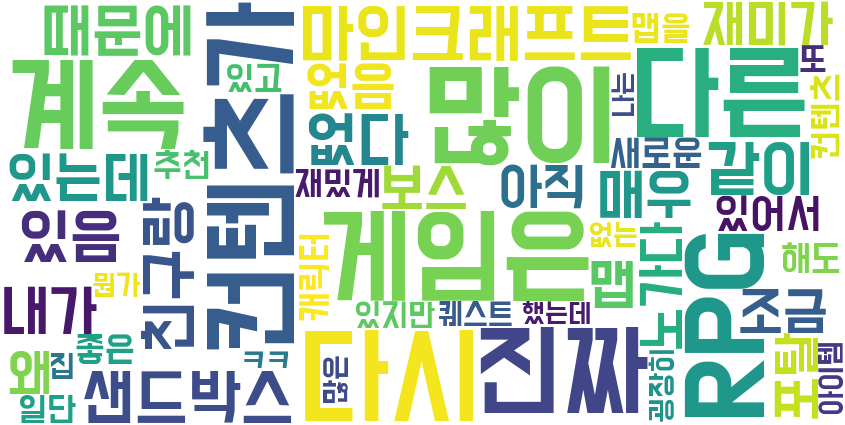 때문에
컨텐츠가
마인크래프트
맵을
재미가
또
계속
있고
없음
많이
나는
다른
컨텐츠
있는데
추천
없다
새로운
같이
재밌게
보스
아직
매우
있음
친구랑
게임은
없는
있어서
내가
뭔가
캐릭터
맵
노가다
RPG
해도
있지만
퀘스트
했는데
조금
왜
집
좋은
ㅋㅋ
샌드박스
많은
다시
진짜
굉장히
포탈
아이템
일단